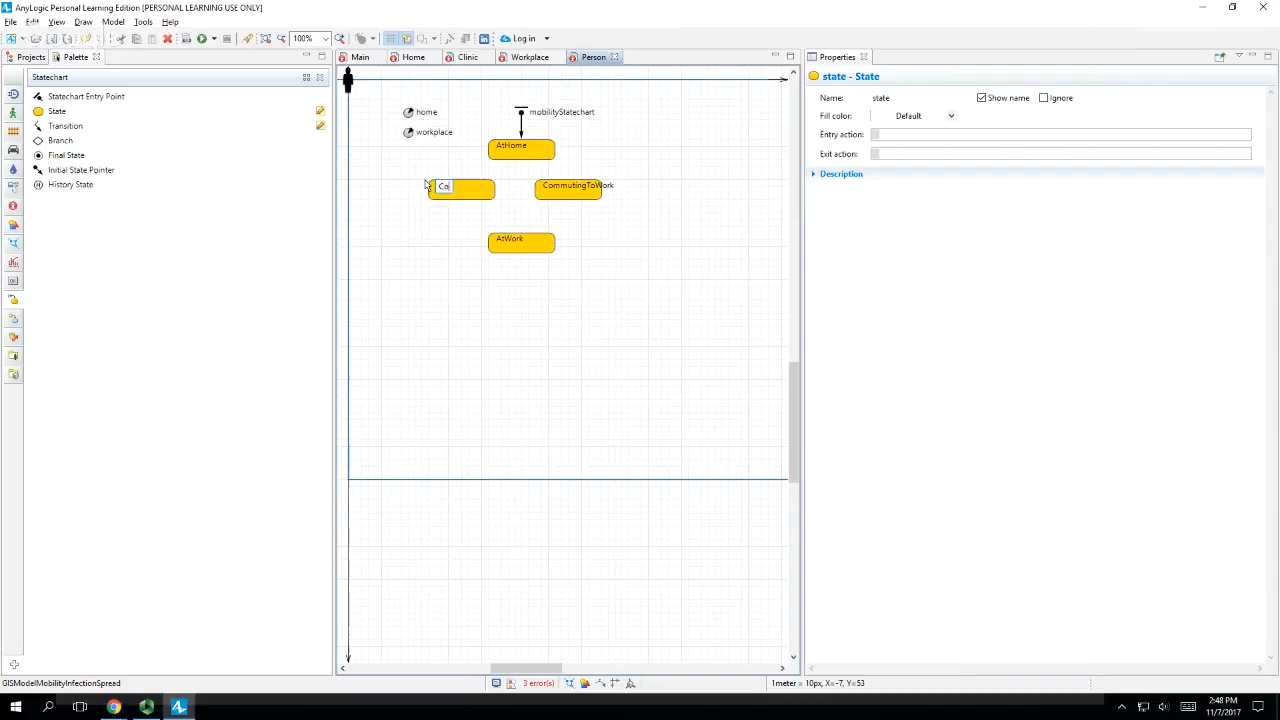 AnyLogic Personal Learning Edition [PERSONAL LEARNING USE ONLY]
File Edit View Draw Model Tools Help
100% Log in
Projects Palette
Main Home Clinic Workplace Person
Properties
Statechart
Statechart Entry Point
State
Transition
Branch
Final State
Initial State Pointer
History State
home
workplace
mobilityStatechart
AtHome
Co
CommutingToWork
AtWork
state - State
Name: state Show name Ignore
Fill color: Default
Entry action:
Exit action:
Description
GISModelMobilityInfectionSpread
3 error(s)
1meter = 10px, X=-7, Y=53
2:48 PM
11/7/2017